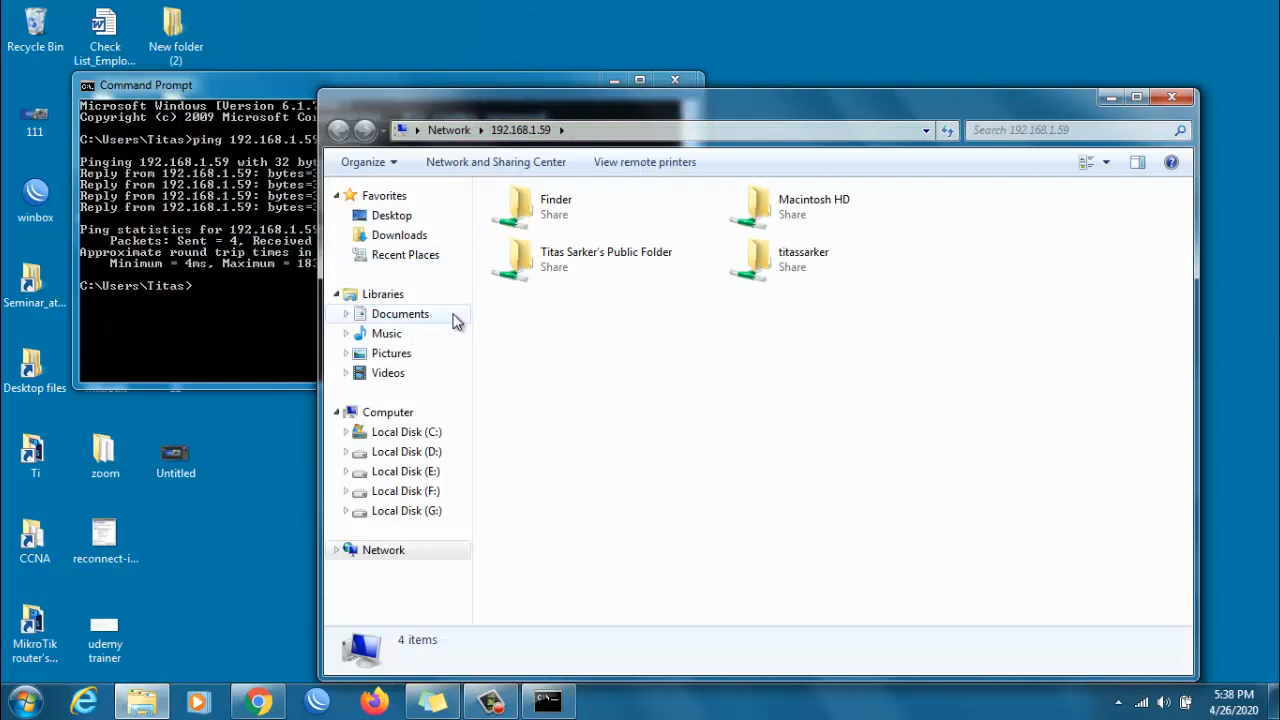 Recycle Bin
Check
List_Emplo...
New folder
(2)
111
winbox
Seminar_at...
Desktop files
Ti
zoom
Untitled
CCNA
reconnect-i...
MikroTik
router's...
udemy
trainer
Command Prompt
Microsoft Windows [Version 6.1.
Copyright (c) 2009 Microsoft Co
C:\Users\Titas>ping 192.168.1.59
Pinging 192.168.1.59 with 32 byt
Reply from 192.168.1.59: bytes=3
Reply from 192.168.1.59: bytes=3
Reply from 192.168.1.59: bytes=3
Reply from 192.168.1.59: bytes=3
Ping statistics for 192.168.1.59
Packets: Sent = 4, Received
Approximate round trip times in
Minimum = 4ms, Maximum = 18
C:\Users\Titas>
Network 192.168.1.59
Search 192.168.1.59
Organize Network and Sharing Center View remote printers
Favorites
Desktop
Downloads
Recent Places
Libraries
Documents
Music
Pictures
Videos
Computer
Local Disk (C:)
Local Disk (D:)
Local Disk (E:)
Local Disk (F:)
Local Disk (G:)
Network
Finder
Share
Macintosh HD
Share
Titas Sarker's Public Folder
Share
titassarker
Share
4 items
5:38 PM
4/26/2020